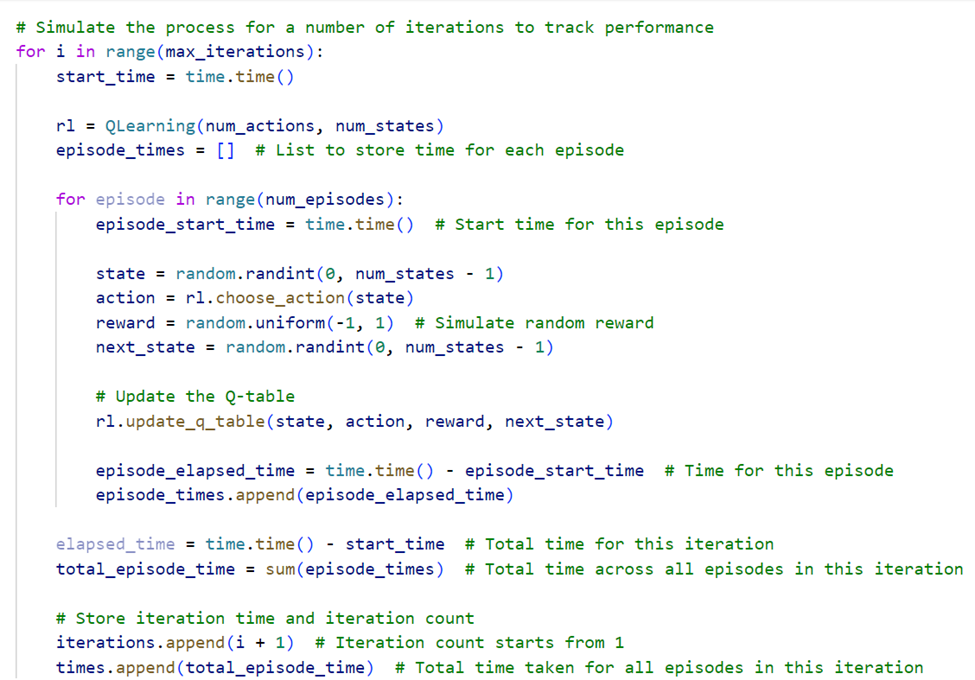 # Simulate the process for a number of iterations to track performance
for i in range(max_iterations):
    start_time = time.time()

    rl = QLearning(num_actions, num_states)
    episode_times = []  # List to store time for each episode

    for episode in range(num_episodes):
        episode_start_time = time.time()  # Start time for this episode

        state = random.randint(0, num_states - 1)
        action = rl.choose_action(state)
        reward = random.uniform(-1, 1)  # Simulate random reward
        next_state = random.randint(0, num_states - 1)

        # Update the Q-table
        rl.update_q_table(state, action, reward, next_state)

        episode_elapsed_time = time.time() - episode_start_time  # Time for this episode
        episode_times.append(episode_elapsed_time)

    elapsed_time = time.time() - start_time  # Total time for this iteration
    total_episode_time = sum(episode_times)  # Total time across all episodes in this iteration

    # Store iteration time and iteration count
    iterations.append(i + 1)  # Iteration count starts from 1
    times.append(total_episode_time)  # Total time taken for all episodes in this iteration